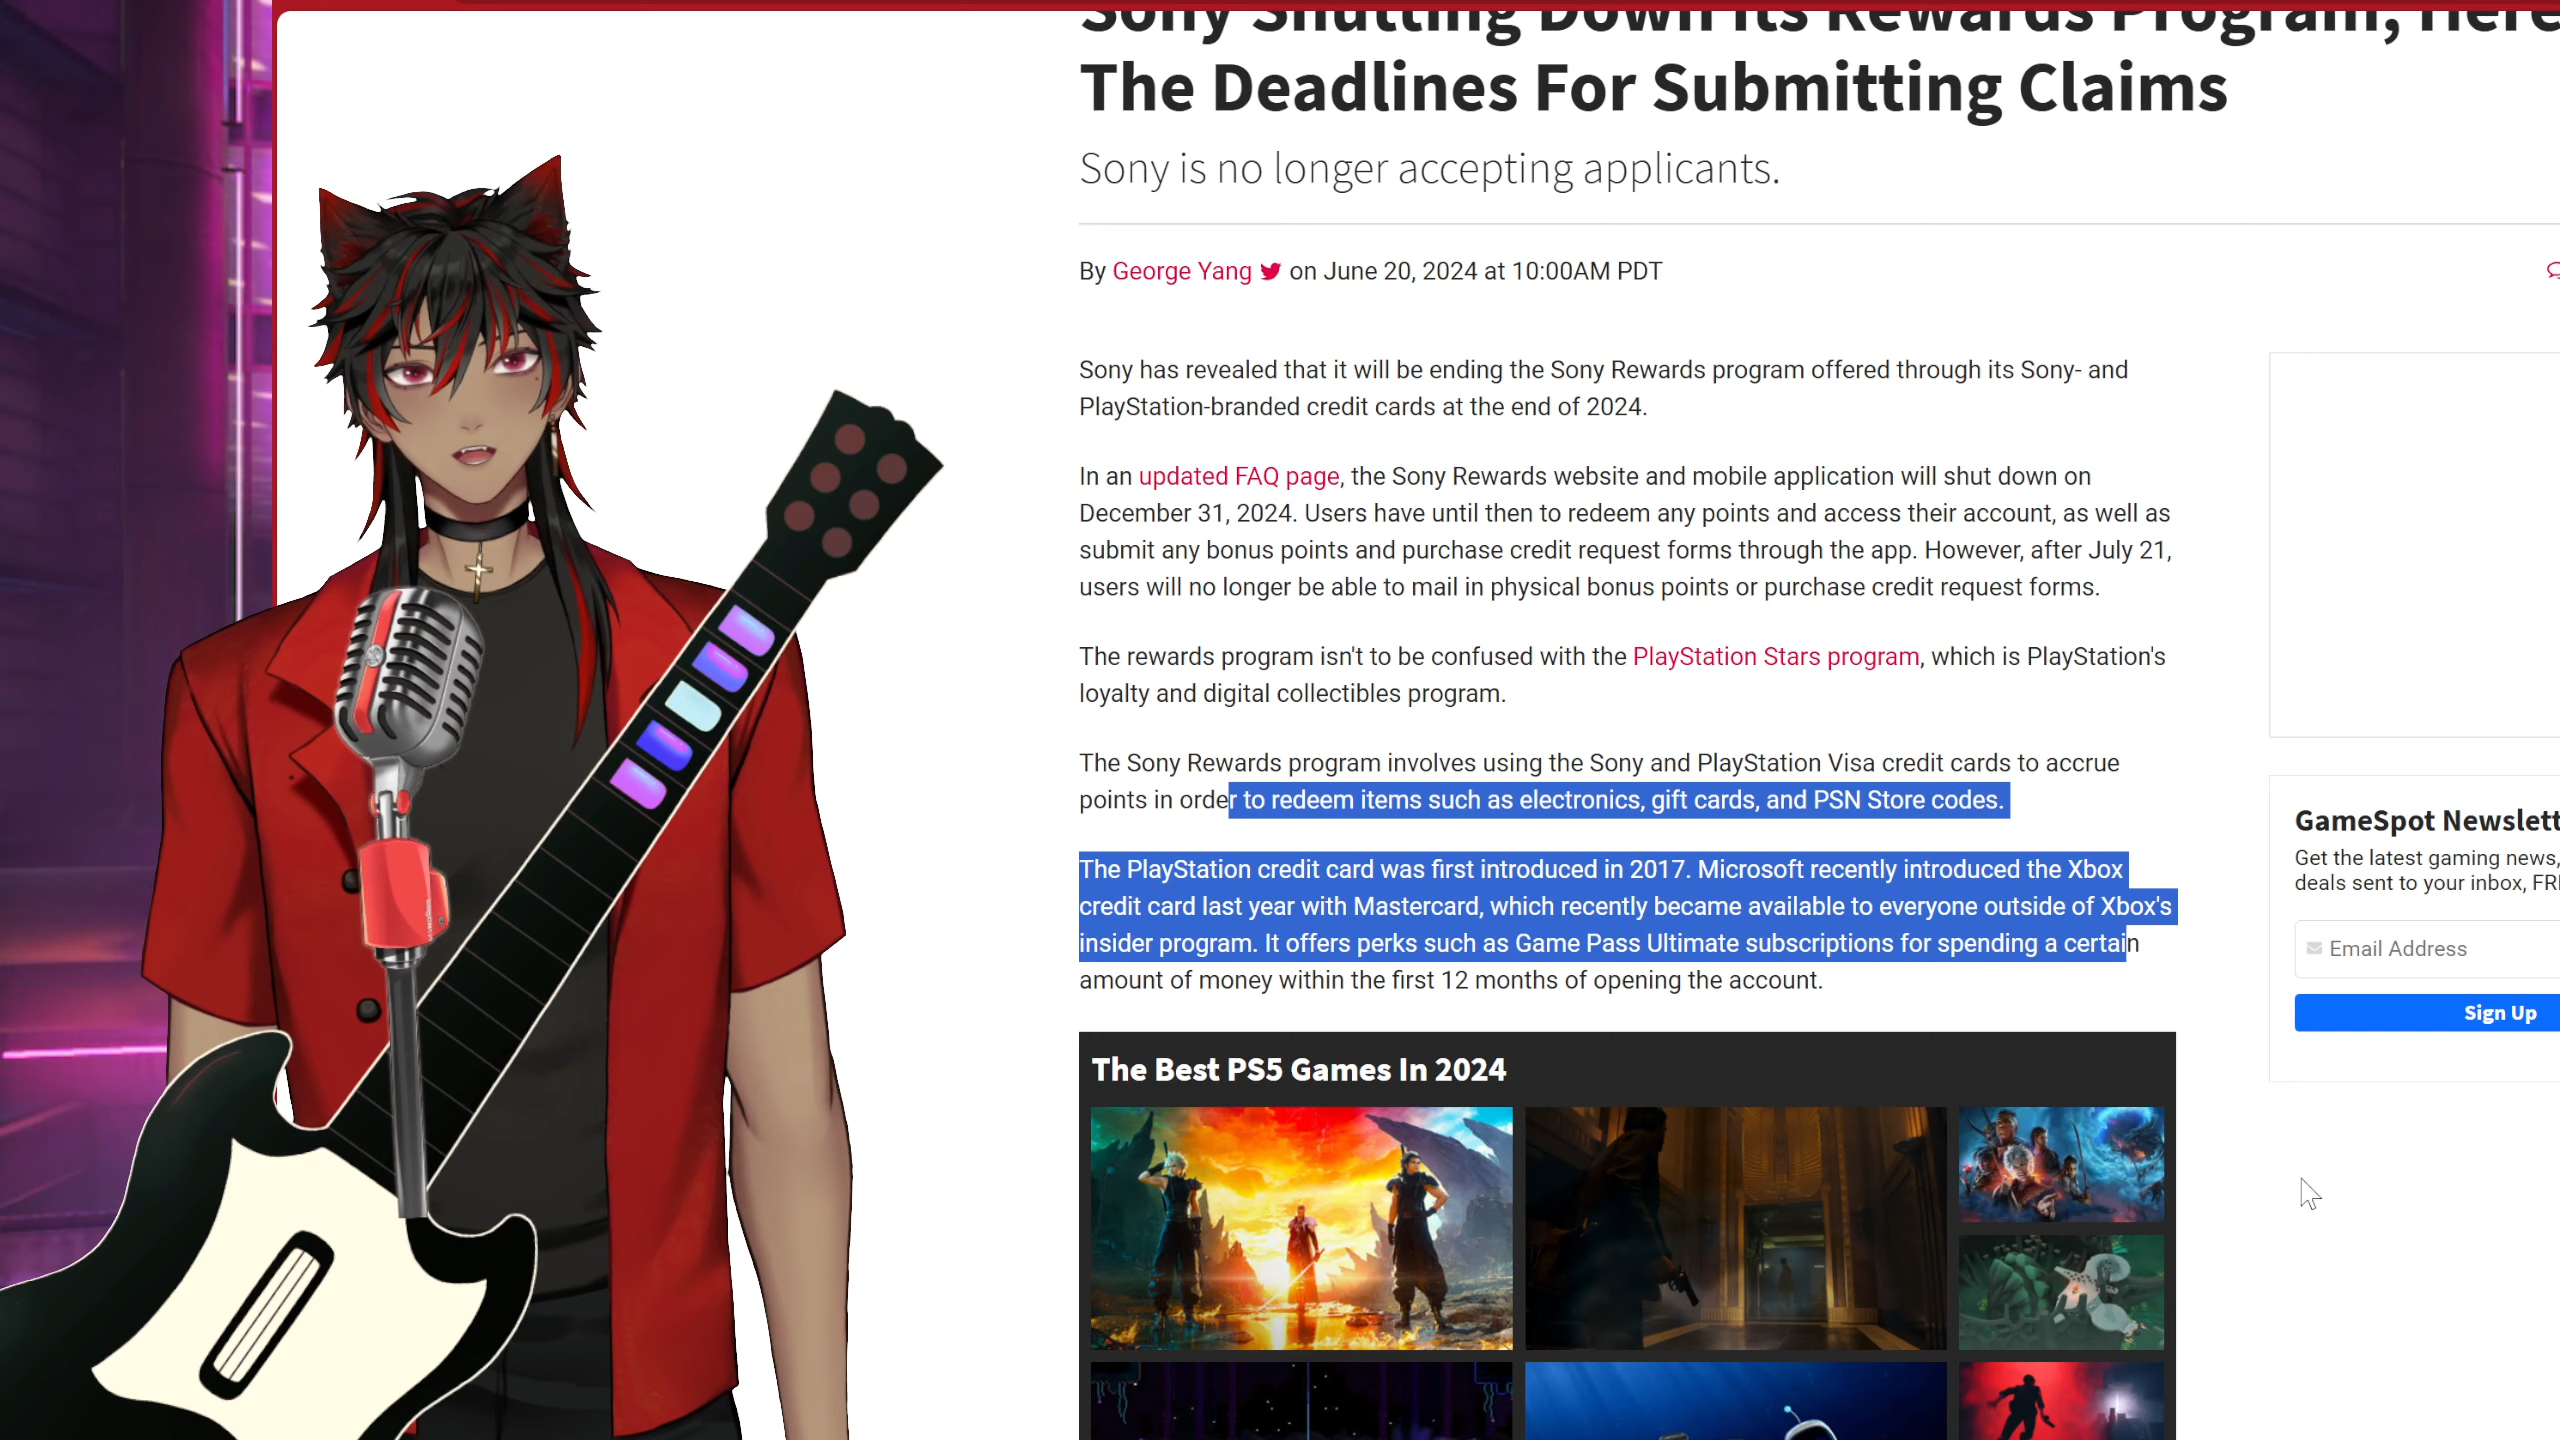 Sony Shutting Down Its Rewards Program, Here
The Deadlines For Submitting Claims
Sony is no longer accepting applicants.
By George Yang on June 20, 2024 at 10:00AM PDT
Sony has revealed that it will be ending the Sony Rewards program offered through its Sony- and
PlayStation-branded credit cards at the end of 2024.
In an updated FAQ page, the Sony Rewards website and mobile application will shut down on
December 31, 2024. Users have until then to redeem any points and access their account, as well as
submit any bonus points and purchase credit request forms through the app. However, after July 21,
users will no longer be able to mail in physical bonus points or purchase credit request forms.
The rewards program isn't to be confused with the PlayStation Stars program, which is PlayStation's
loyalty and digital collectibles program.
The Sony Rewards program involves using the Sony and PlayStation Visa credit cards to accrue
points in order to redeem items such as electronics, gift cards, and PSN Store codes.
The PlayStation credit card was first introduced in 2017. Microsoft recently introduced the Xbox
credit card last year with Mastercard, which recently became available to everyone outside of Xbox's
insider program. It offers perks such as Game Pass Ultimate subscriptions for spending a certain
amount of money within the first 12 months of opening the account.
The Best PS5 Games In 2024
GameSpot Newslett
Get the latest gaming news,
deals sent to your inbox, FR
Email Address
Sign Up